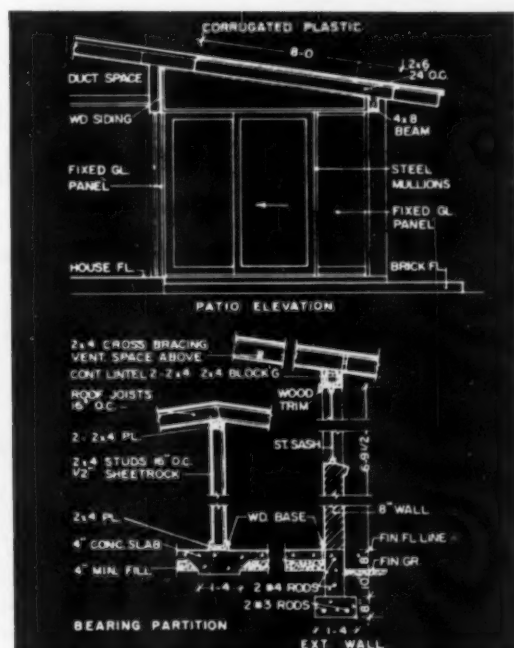 CORRUGATED PLASTIC
8-0
2x6
24 O.C.
DUCT SPACE
WD SIDING
4x8
BEAM
FIXED GL.
PANEL
STEEL
MULLIONS
FIXED GL.
PANEL
HOUSE FL.
BRICK FL.
PATIO ELEVATION
2x4 CROSS BRACING
VENT SPACE ABOVE
CONT LINTEL 2-2x4 2x4 BLOCK'G
ROOF JOISTS
16" O.C.
WOOD
TRIM
2-2x4 PL.
ST. SASH
6-9 1/2
2x4 STUDS 16" O.C.
1/2" SHEETROCK
2x4 PL.
WD. BASE
8" WALL
4" CONC. SLAB
FIN FL LINE
4" MIN. FILL
FIN GR.
1-4
2 #4 RODS
10
8
2 #3 RODS
8
BEARING PARTITION
1-4
EXT WALL